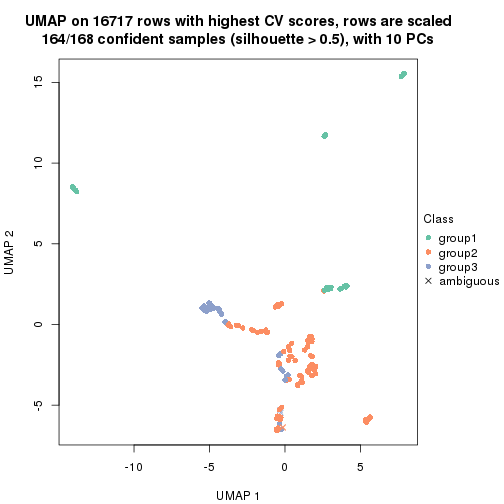 UMAP on 16717 rows with highest CV scores, rows are scaled
164/168 confident samples (silhouette > 0.5), with 10 PCs
15
10
5
0
-5
UMAP 2
-10
-5
0
5
UMAP 1
Class
group1
group2
group3
ambiguous